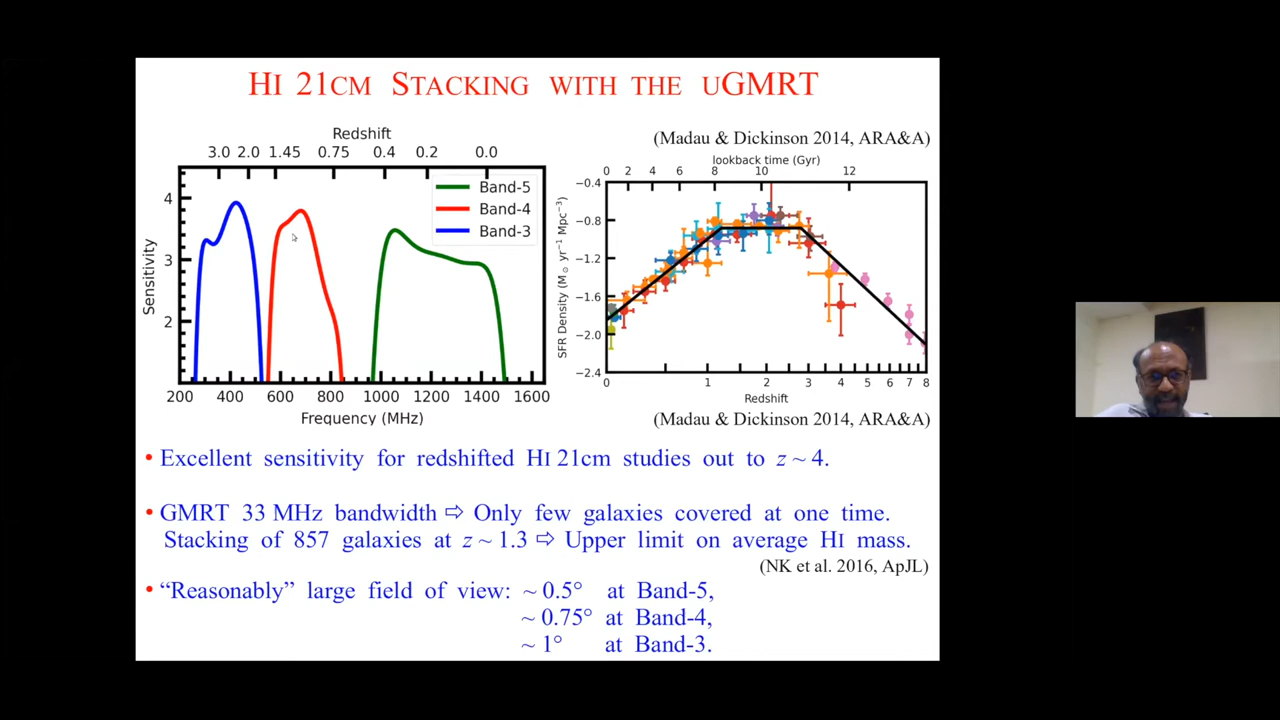 HI 21CM STACKING WITH THE UGMRT
Redshift
3.0 2.0 1.45 0.75 0.4 0.2 0.0
4
3
2
Sensitivity
Band-5
Band-4
Band-3
200 400 600 800 1000 1200 1400 1600
Frequency (MHz)
(Madau & Dickinson 2014, ARA&A)
lookback time (Gyr)
0 2 4 6 8 10 12
−0.4
−0.8
−1.2
−1.6
−2.0
−2.4
SFR Density (M☉ yr⁻¹ Mpc⁻³)
0 1 2 3 4 5 6 7 8
Redshift
(Madau & Dickinson 2014, ARA&A)
• Excellent sensitivity for redshifted HI 21cm studies out to z ~ 4.
• GMRT 33 MHz bandwidth ⇨ Only few galaxies covered at one time.
Stacking of 857 galaxies at z ~ 1.3 ⇨ Upper limit on average HI mass.
(NK et al. 2016, ApJL)
• “Reasonably” large field of view: ~ 0.5° at Band-5,
~ 0.75° at Band-4,
~ 1° at Band-3.